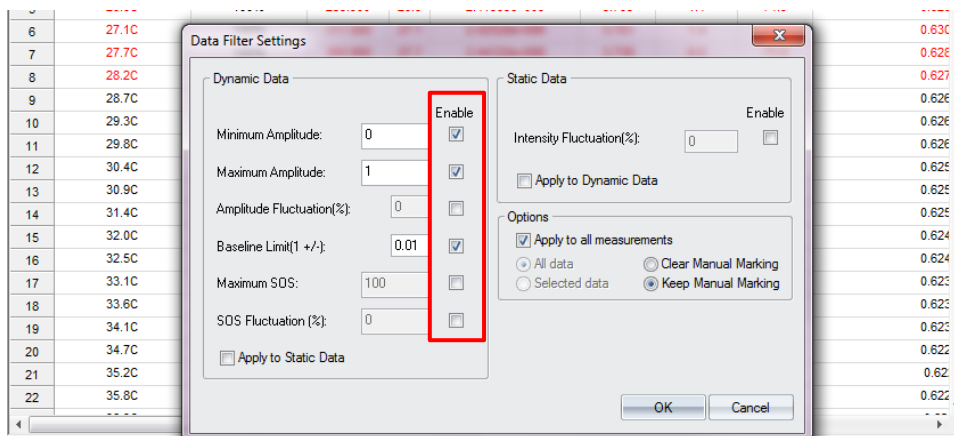 6 27.1C 0.630
7 27.7C 0.628
8 28.2C 0.627
9 28.7C 0.626
10 29.3C 0.626
11 29.8C 0.626
12 30.4C 0.625
13 30.9C 0.625
14 31.4C 0.625
15 32.0C 0.624
16 32.5C 0.624
17 33.1C 0.623
18 33.6C 0.623
19 34.1C 0.623
20 34.7C 0.622
21 35.2C 0.62
22 35.8C 0.622
Data Filter Settings
Dynamic Data
Enable
Minimum Amplitude: 0
Maximum Amplitude: 1
Amplitude Fluctuation(%): 0
Baseline Limit(1 +/-): 0.01
Maximum SOS: 100
SOS Fluctuation (%): 0
Apply to Static Data
Static Data
Enable
Intensity Fluctuation(%): 0
Apply to Dynamic Data
Options
Apply to all measurements
All data Clear Manual Marking
Selected data Keep Manual Marking
OK Cancel